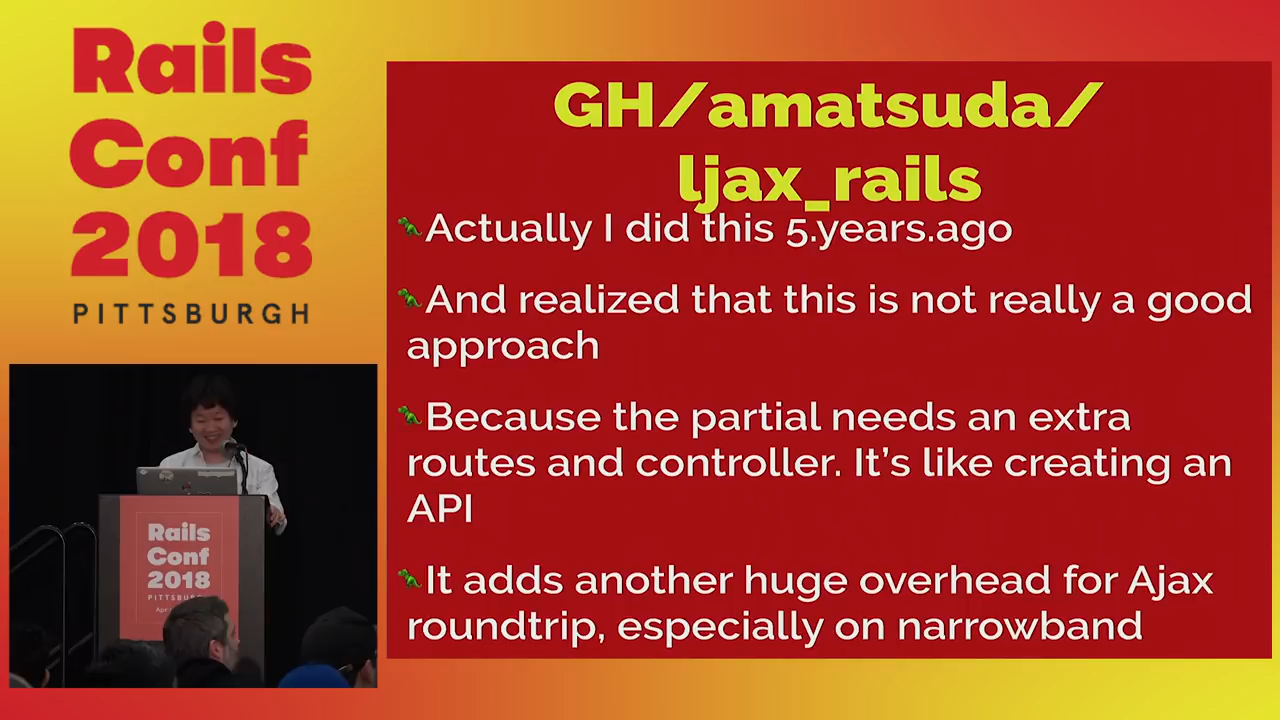 Rails
Conf
2018
PITTSBURGH
GH/amatsuda/
ljax_rails
Actually I did this 5.years.ago
And realized that this is not really a good
approach
Because the partial needs an extra
routes and controller. It’s like creating an
API
It adds another huge overhead for Ajax
roundtrip, especially on narrowband
Rails
Conf
2018
PITTSBURGH